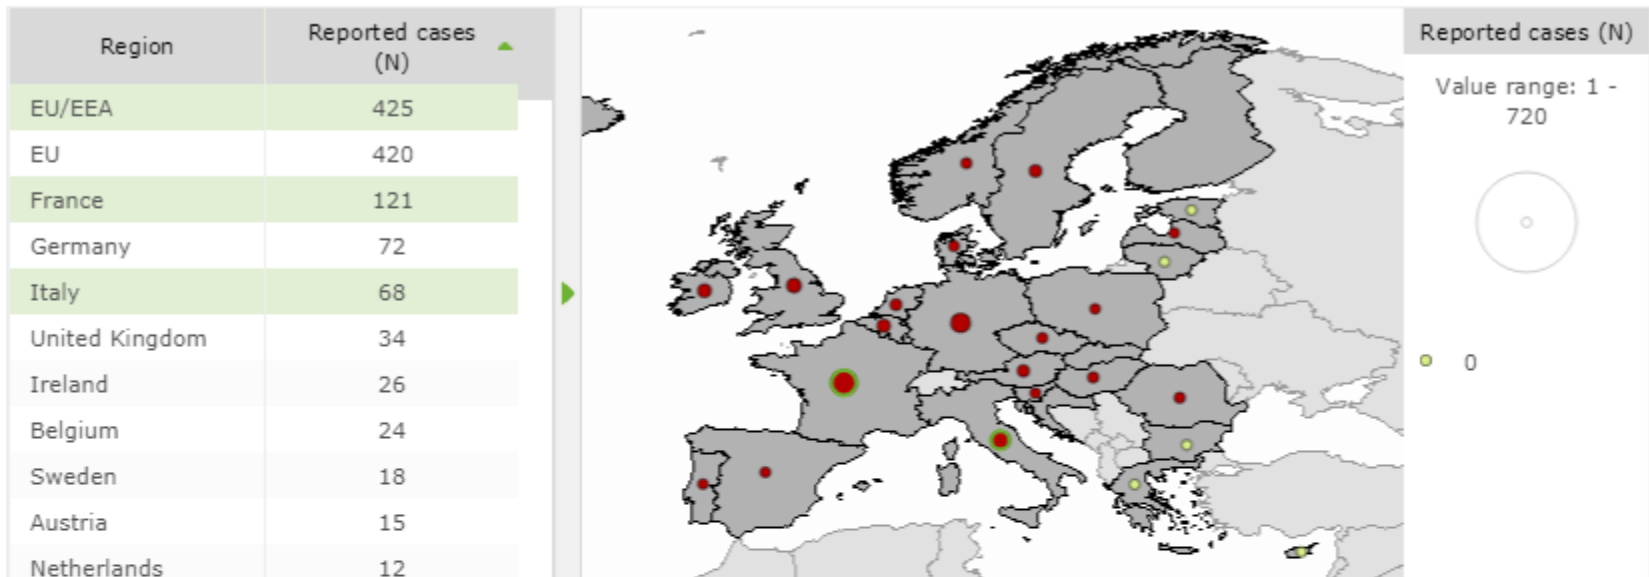 Region
Reported cases
(N)
EU/EEA 425
EU 420
France 121
Germany 72
Italy 68
United Kingdom 34
Ireland 26
Belgium 24
Sweden 18
Austria 15
Netherlands 12
Reported cases (N)
Value range: 1 -
720
0